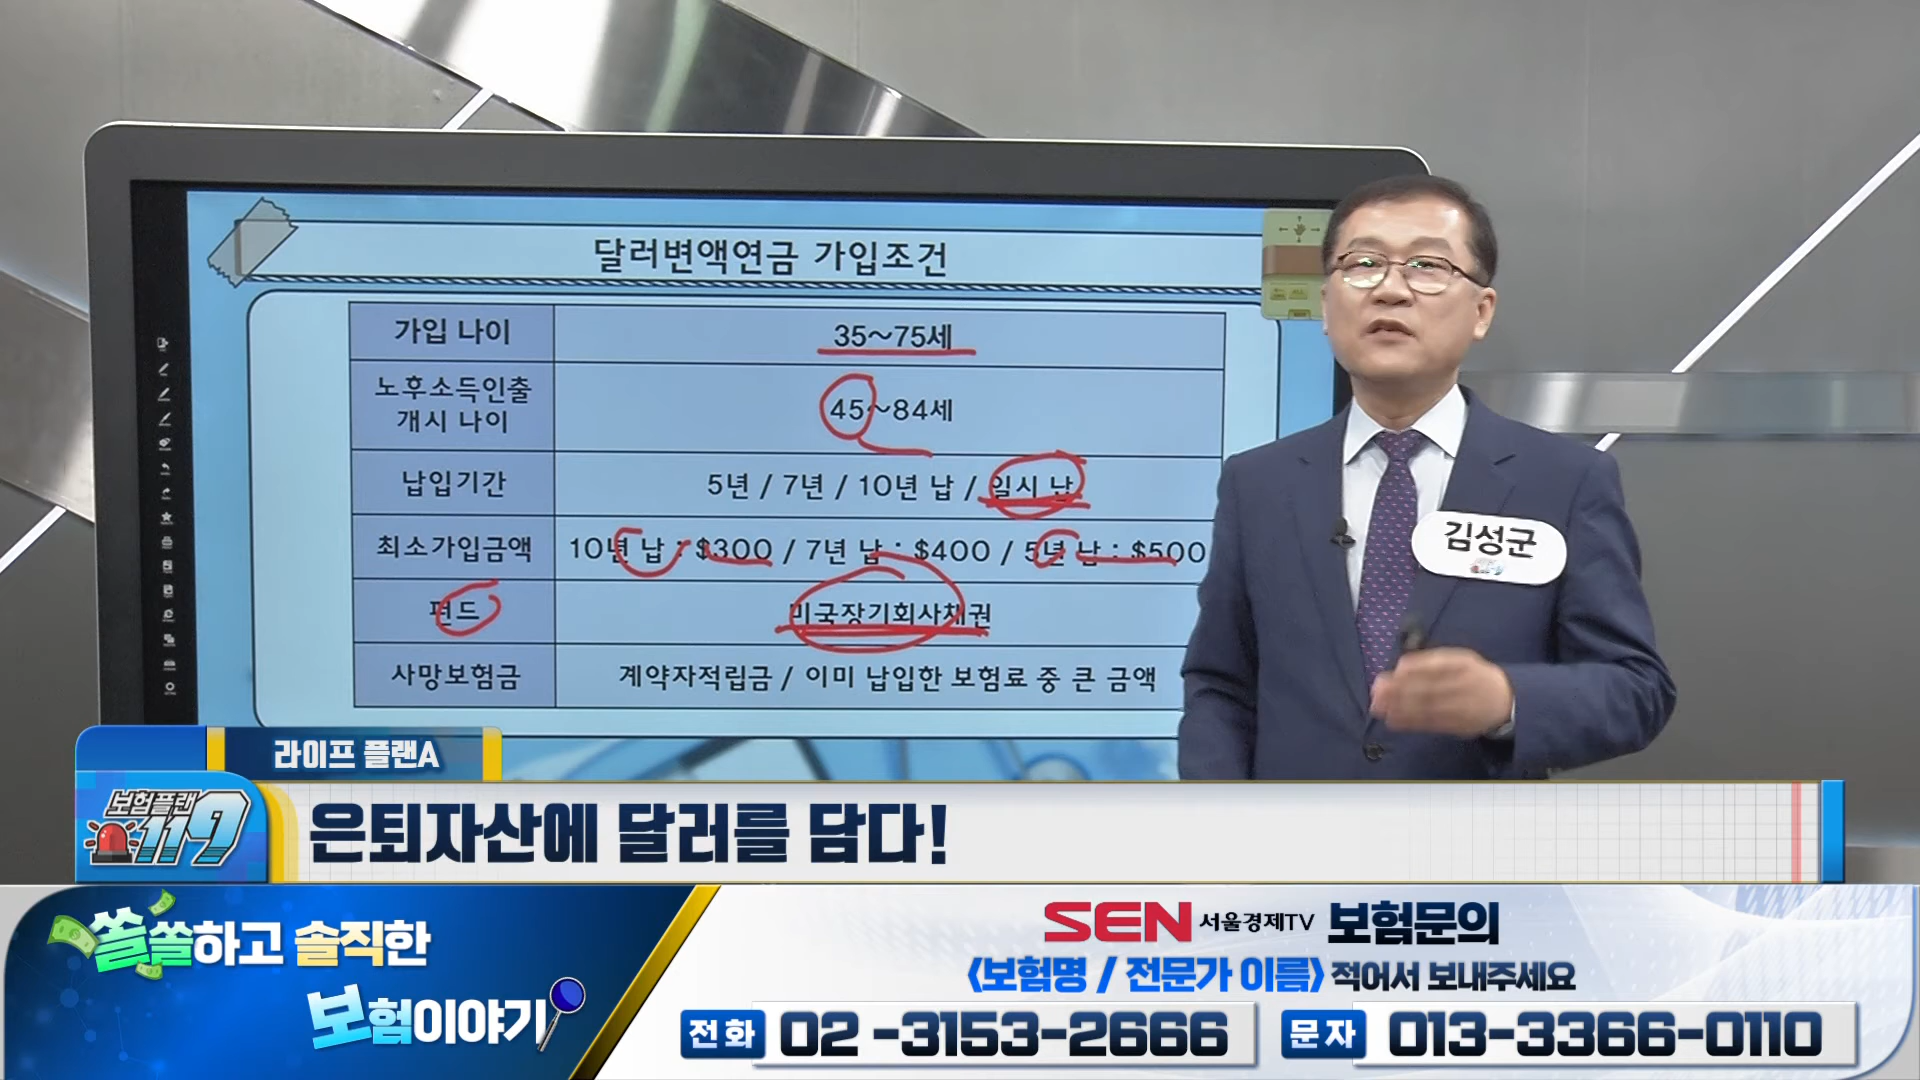 달러변액연금 가입조건
가입 나이
35~75세
노후소득인출
개시 나이
45~84세
납입기간
5년 / 7년 / 10년 납 / 일시 납
최소가입금액
10년 납 : $300 / 7년 납 : $400 / 5년 납 : $500
펀드
미국장기회사채권
사망보험금
계약자적립금 / 이미 납입한 보험료 중 큰 금액
김성군
라이프 플랜A
보험플랜
119
은퇴자산에 달러를 담다!
쏠쏠하고 솔직한
보험이야기
SEN 서울경제TV 보험문의
〈보험명 / 전문가 이름〉 적어서 보내주세요
전화 02-3153-2666
문자 013-3366-0110